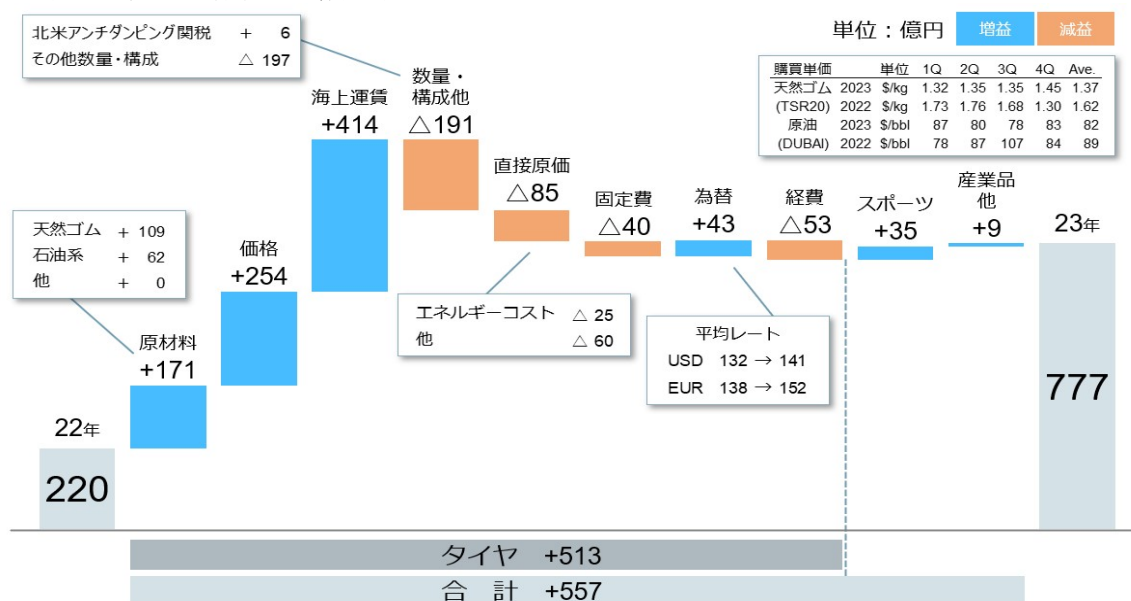 単位：億円 増益 減益
北米アンチダンピング関税 + 6
その他数量・構成 △ 197
購買単価 単位 1Q 2Q 3Q 4Q Ave.
天然ゴム 2023 $/kg 1.32 1.35 1.35 1.45 1.37
(TSR20) 2022 $/kg 1.73 1.76 1.68 1.30 1.62
原油 2023 $/bbl 87 80 78 83 82
(DUBAI) 2022 $/bbl 78 87 107 84 89
22年
220
原材料
+171
天然ゴム + 109
石油系 + 62
他 + 0
価格
+254
海上運賃
+414
数量・
構成他
△191
直接原価
△85
エネルギーコスト △ 25
他 △ 60
固定費
△40
為替
+43
平均レート
USD 132 → 141
EUR 138 → 152
経費
△53
スポーツ
+35
産業品
他
+9
23年
777
タイヤ +513
合 計 +557